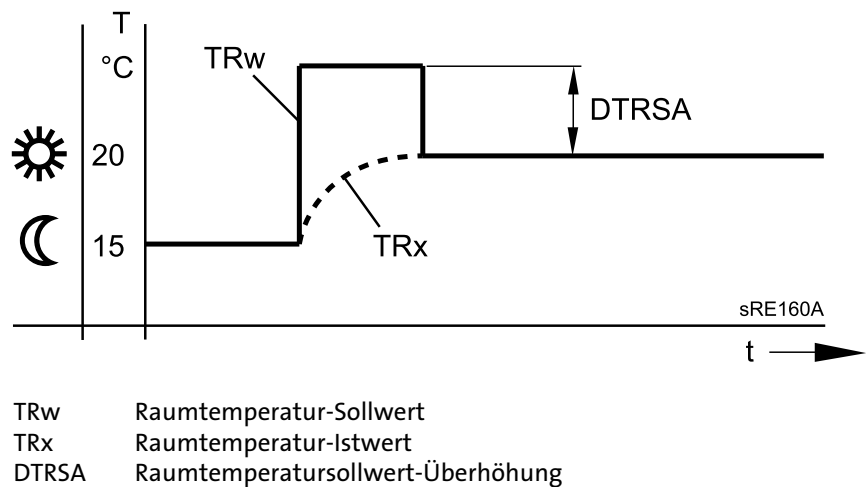 T
°C
TRw
DTRSA
20
TRx
15
sRE160A
t
TRw Raumtemperatur-Sollwert
TRx Raumtemperatur-Istwert
DTRSA Raumtemperatursollwert-Überhöhung